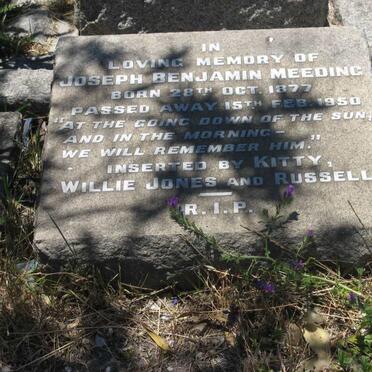 IN
LOVING MEMORY OF
JOSEPH BENJAMIN MEEDING
BORN 28TH OCT. 1877
PASSED AWAY 15TH FEB. 1950
"AT THE GOING DOWN OF THE SUN,
AND IN THE MORNING –
WE WILL REMEMBER HIM."
INSERTED BY KITTY,
WILLIE JONES AND RUSSELL
R.I.P.